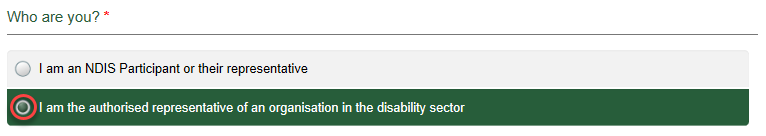 Who are you? *
I am an NDIS Participant or their representative
I am the authorised representative of an organisation in the disability sector